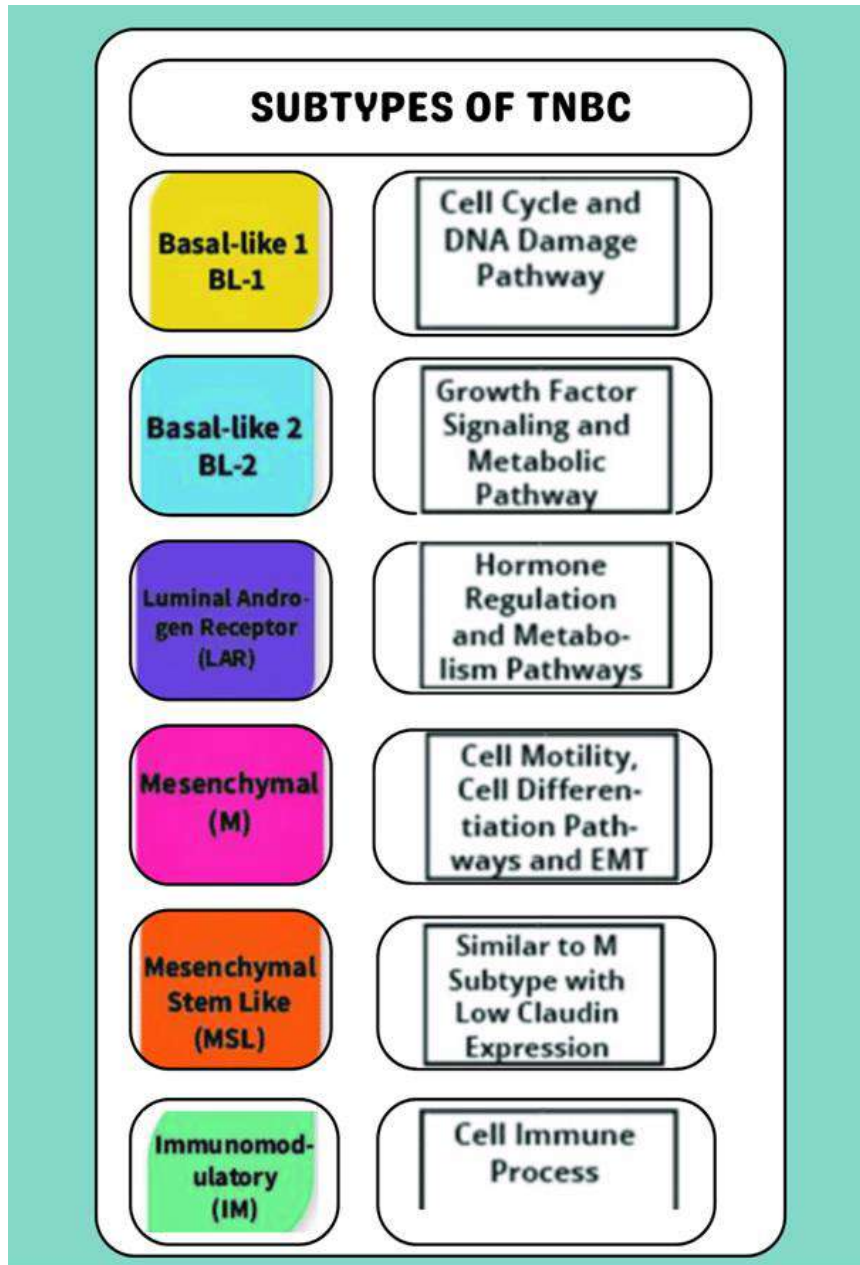 SUBTYPES OF TNBC
Basal-like 1
BL-1
Cell Cycle and
DNA Damage
Pathway
Basal-like 2
BL-2
Growth Factor
Signaling and
Metabolic
Pathway
Luminal Andro-
gen Receptor
(LAR)
Hormone
Regulation
and Metabo-
lism Pathways
Mesenchymal
(M)
Cell Motility,
Cell Differen-
tiation Path-
ways and EMT
Mesenchymal
Stem Like
(MSL)
Similar to M
Subtype with
Low Claudin
Expression
Immunomod-
ulatory
(IM)
Cell Immune
Process